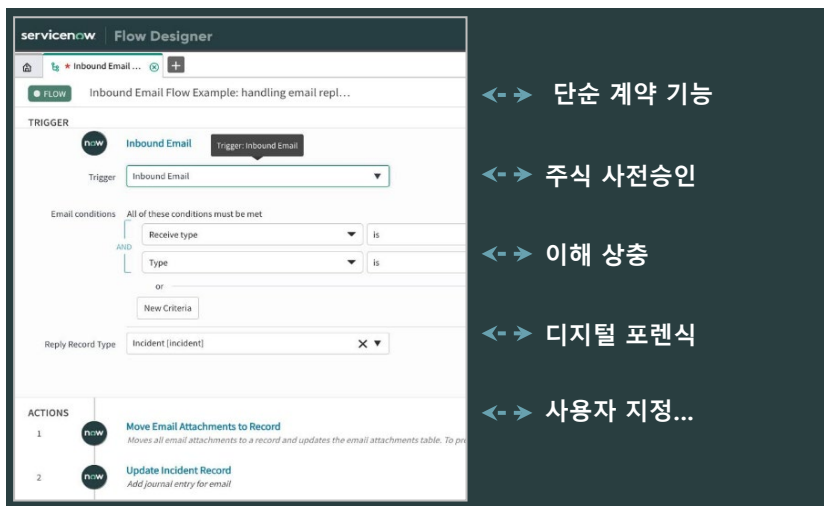 servicenow Flow Designer
* Inbound Email ...
FLOW Inbound Email Flow Example: handling email repl...
TRIGGER
now Inbound Email Trigger: Inbound Email
Trigger Inbound Email
Email conditions All of these conditions must be met
Receive type is
AND
Type is
or
New Criteria
Reply Record Type Incident [incident]
ACTIONS
1 now Move Email Attachments to Record
Moves all email attachments to a record and updates the email attachments table. To pre
2 now Update Incident Record
Add journal entry for email
단순 계약 기능
주식 사전승인
이해 상충
디지털 포렌식
사용자 지정...